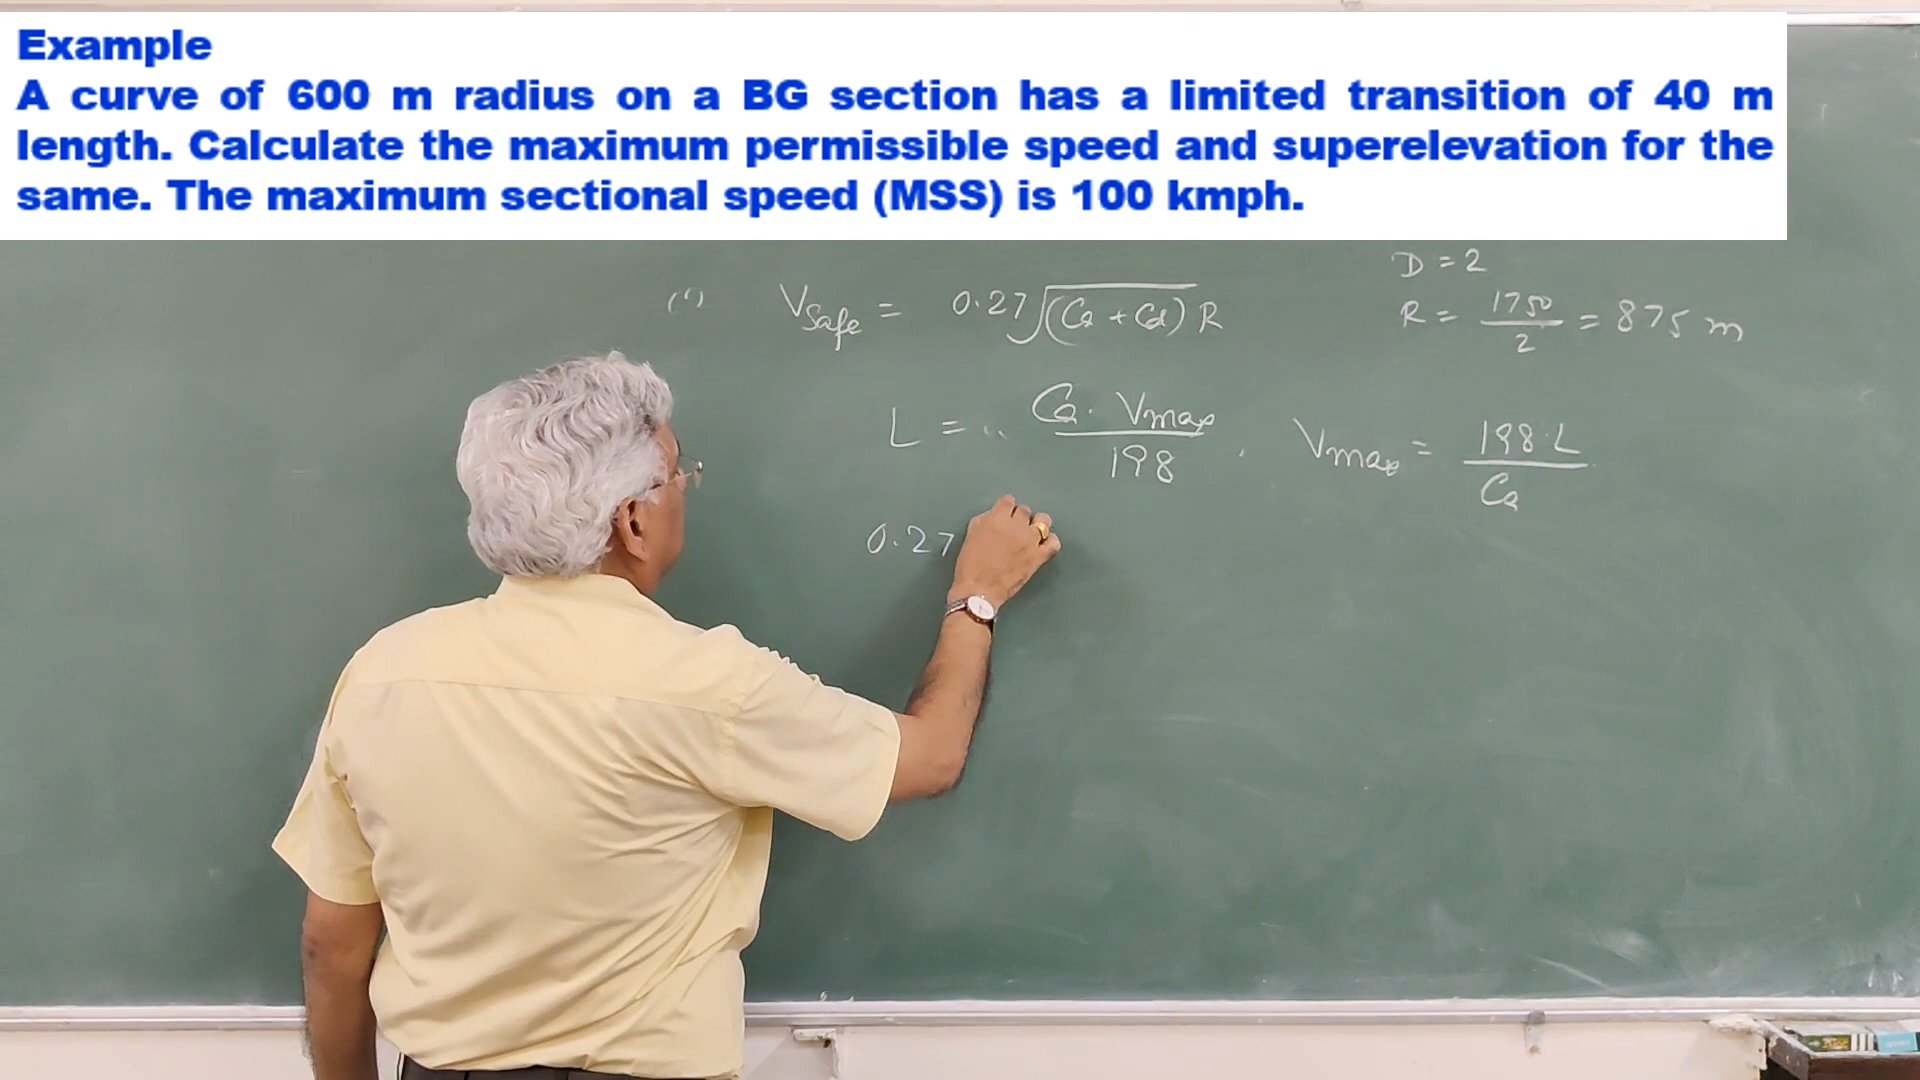 Example
A curve of 600 m radius on a BG section has a limited transition of 40 m
length. Calculate the maximum permissible speed and superelevation for the
same. The maximum sectional speed (MSS) is 100 kmph.
D = 2
(i) Vsafe = 0.27√(Ca + Cd) R
R = 1750/2 = 875 m
L = Ca. Vmax/198
Vmax = 198.L/Ca
0.27